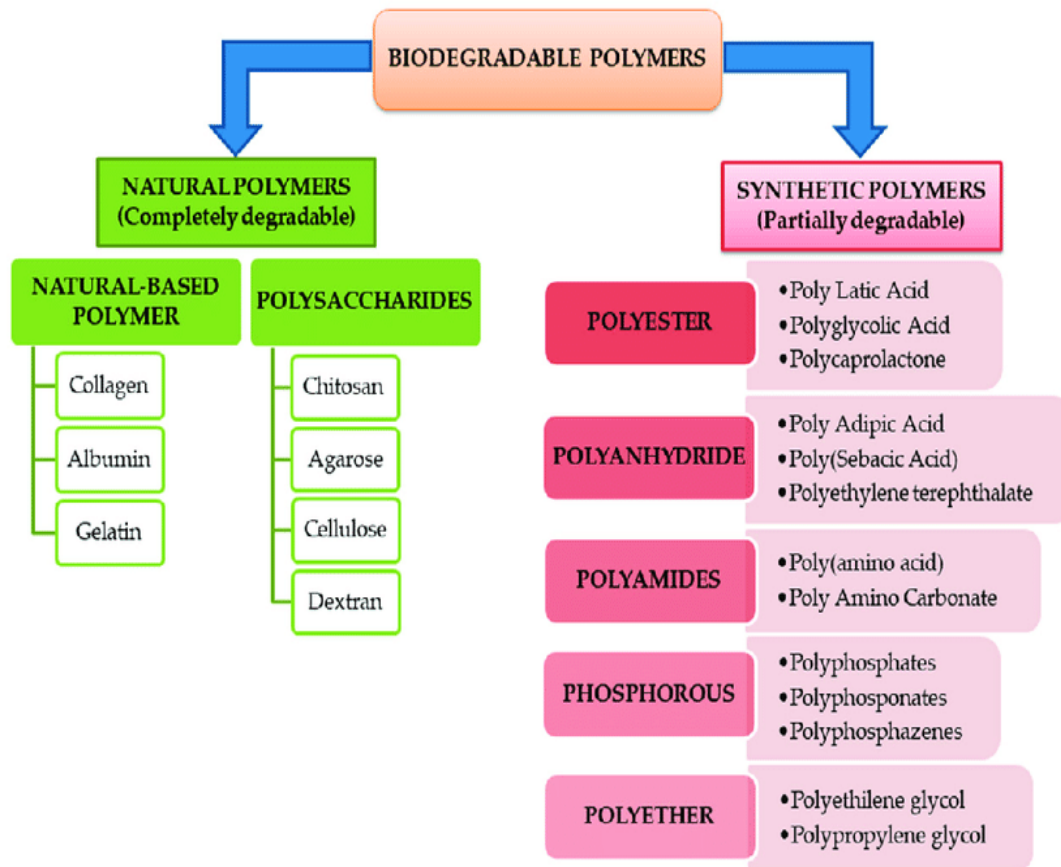 BIODEGRADABLE POLYMERS
NATURAL POLYMERS
(Completely degradable)
NATURAL-BASED
POLYMER
Collagen
Albumin
Gelatin
POLYSACCHARIDES
Chitosan
Agarose
Cellulose
Dextran
SYNTHETIC POLYMERS
(Partially degradable)
POLYESTER
•Poly Latic Acid
•Polyglycolic Acid
•Polycaprolactone
POLYANHYDRIDE
•Poly Adipic Acid
•Poly(Sebacic Acid)
•Polyethylene terephthalate
POLYAMIDES
•Poly(amino acid)
•Poly Amino Carbonate
PHOSPHOROUS
•Polyphosphates
•Polyphosponates
•Polyphosphazenes
POLYETHER
•Polyethilene glycol
•Polypropylene glycol